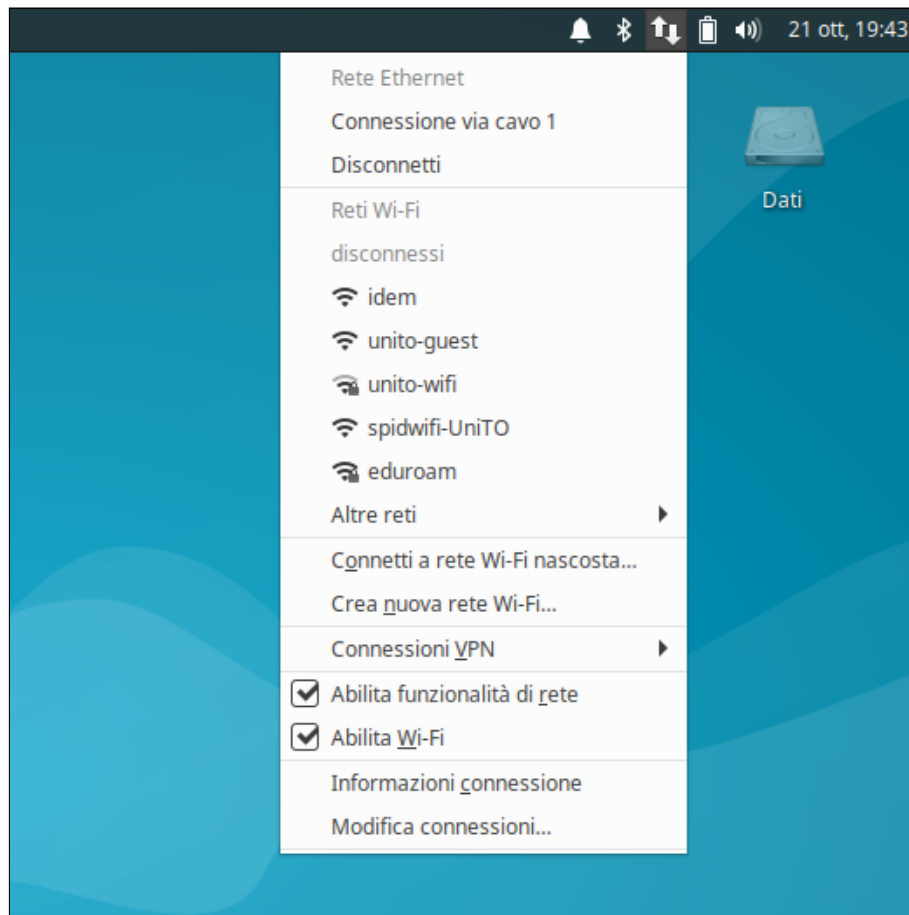 21 ott, 19:43
Rete Ethernet
Connessione via cavo 1
Disconnetti
Dati
Reti Wi-Fi
disconnessi
idem
unito-guest
unito-wifi
spidwifi-UniTO
eduroam
Altre reti
Connetti a rete Wi-Fi nascosta...
Crea nuova rete Wi-Fi...
Connessioni VPN
Abilita funzionalità di rete
Abilita Wi-Fi
Informazioni connessione
Modifica connessioni...